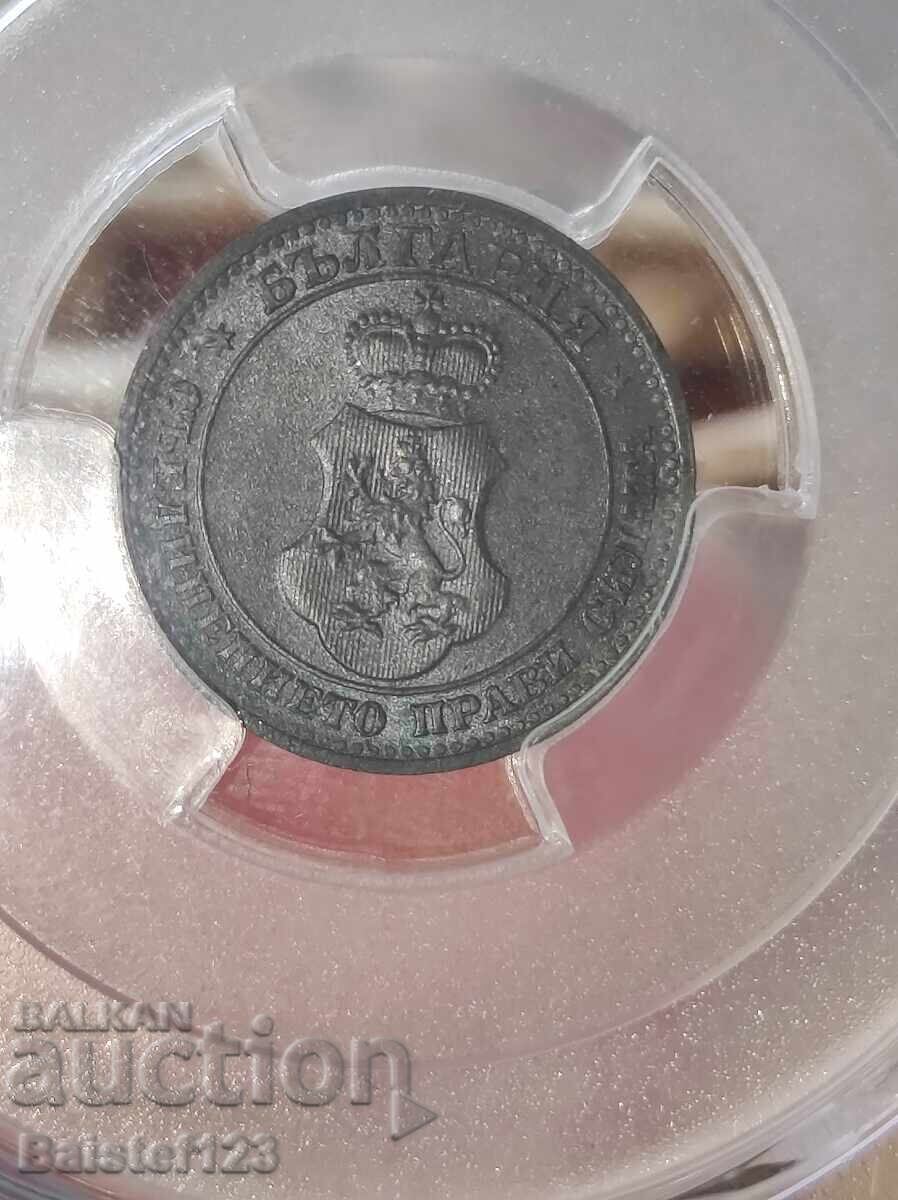 ★ БЪЛГАРИЯ ★
СЪЕДИНЕНИЕТО ПРАВИ СИЛАТА
BALKAN
auction
Baistef123